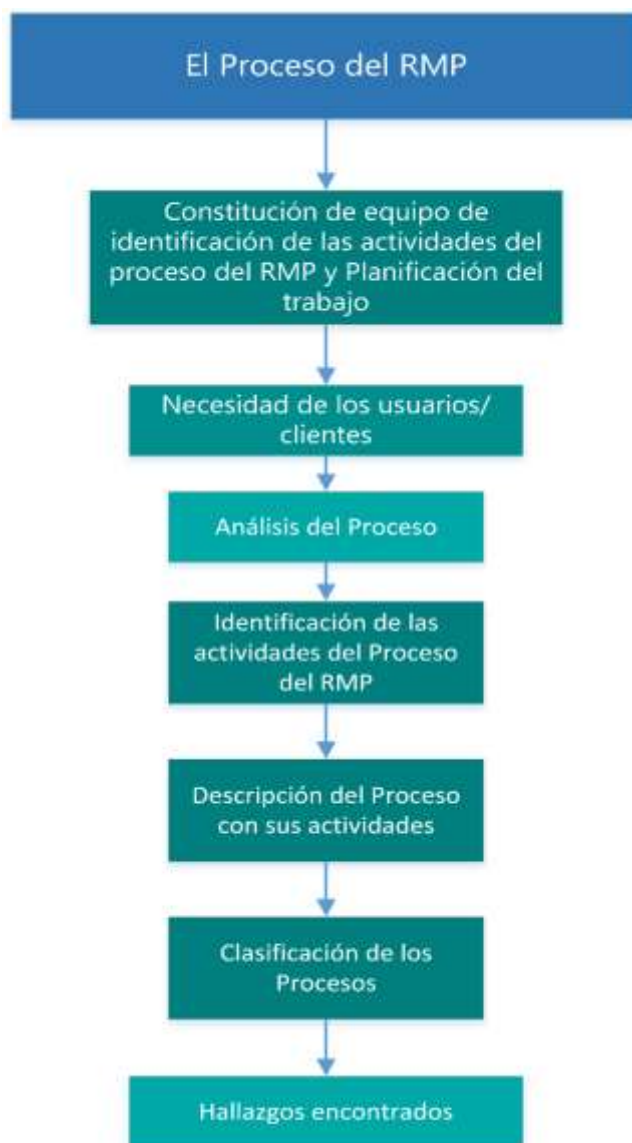 El Proceso del RMP
Constitución de equipo de
identificación de las actividades del
proceso del RMP y Planificación del
trabajo
Necesidad de los usuarios/
clientes
Análisis del Proceso
Identificación de las
actividades del Proceso
del RMP
Descripción del Proceso
con sus actividades
Clasificación de los
Procesos
Hallazgos encontrados